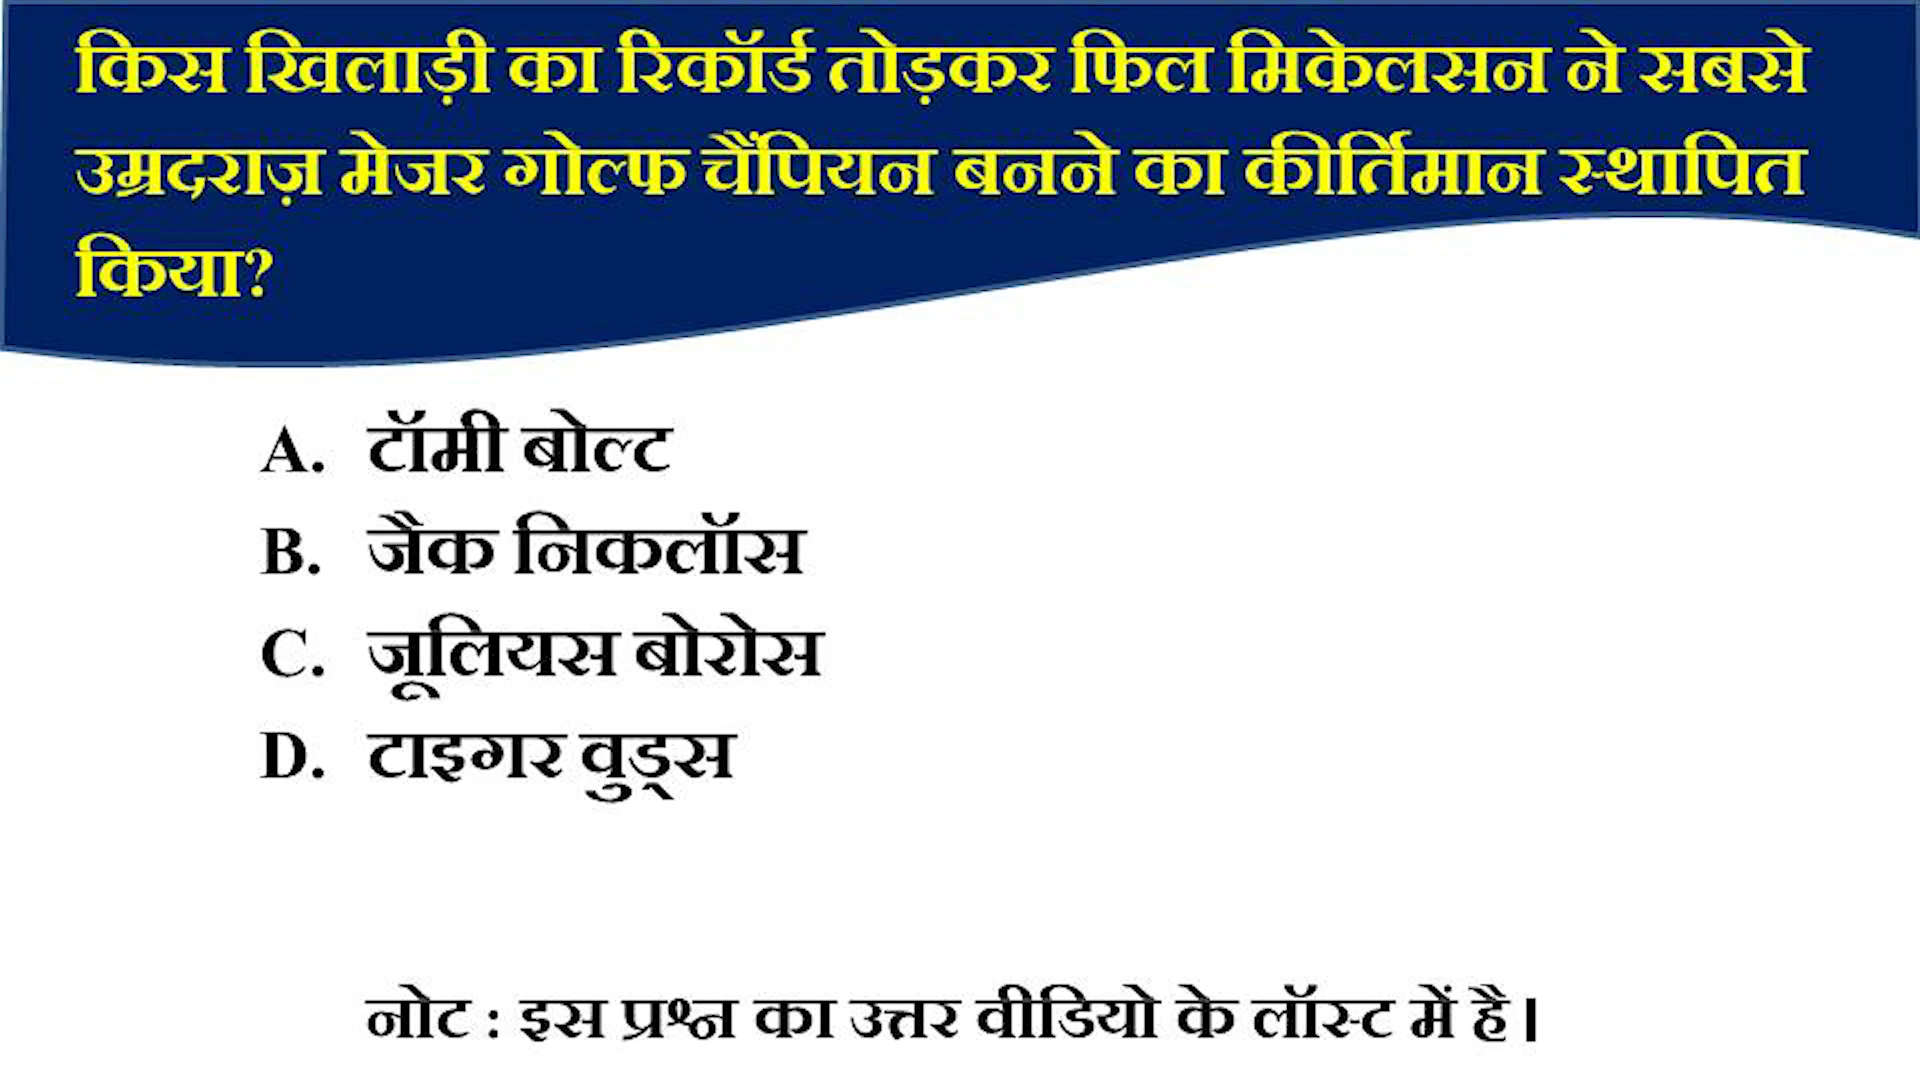 किस खिलाड़ी का रिकॉर्ड तोड़कर फिल मिकेलसन ने सबसे
उम्रदराज़ मेजर गोल्फ चैंपियन बनने का कीर्तिमान स्थापित
किया?
A. टॉमी बोल्ट
B. जैक निकलॉस
C. जूलियस बोरोस
D. टाइगर वुड्स
नोट : इस प्रश्न का उत्तर वीडियो के लॉस्ट में है।